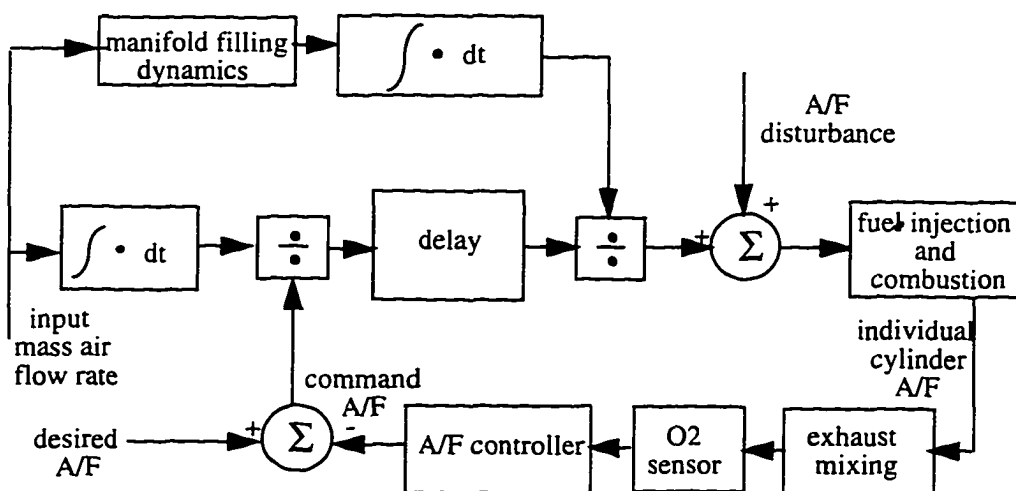 manifold filling
dynamics
∫ • dt
A/F
disturbance
+
∫ • dt
÷
delay
÷
+
Σ
fuel injection
and
combustion
input
mass air
flow rate
individual
cylinder
A/F
command
A/F
desired
A/F
+
Σ
-
A/F controller
O2
sensor
exhaust
mixing